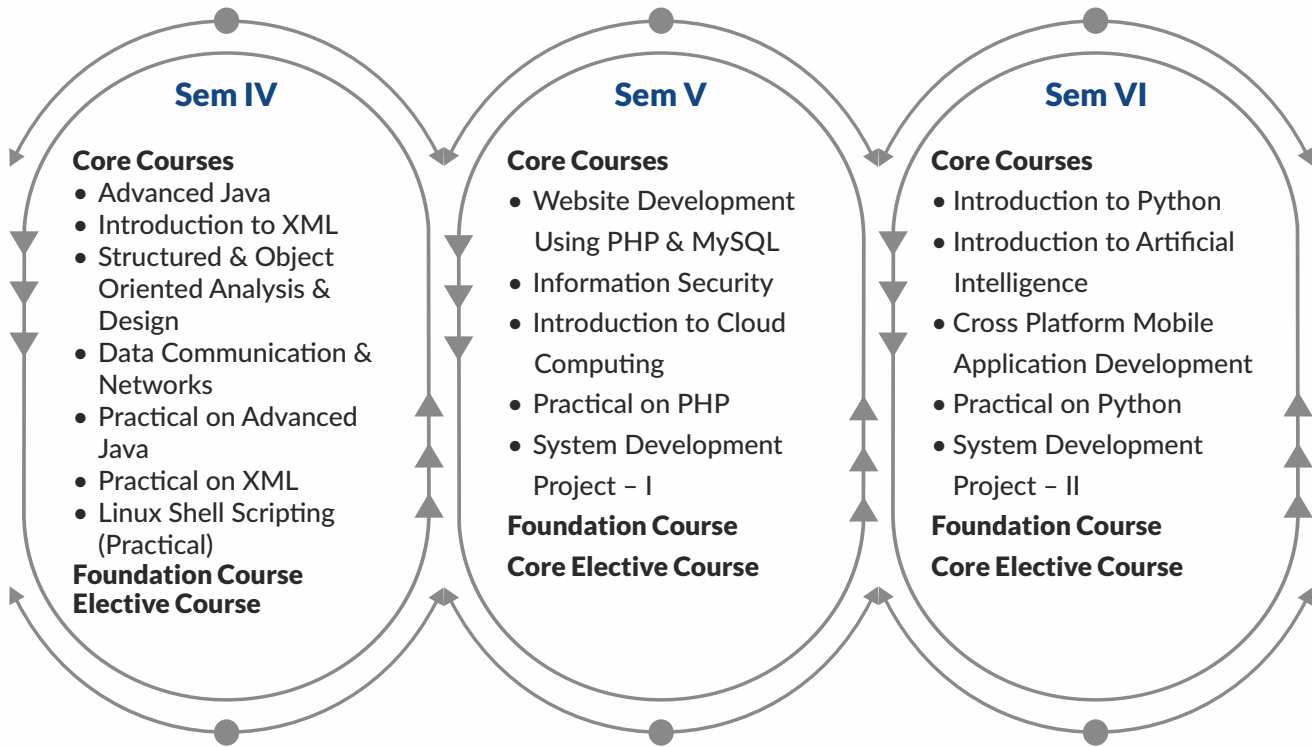 Sem IV
Core Courses
• Advanced Java
• Introduction to XML
• Structured & Object
Oriented Analysis &
Design
• Data Communication &
Networks
• Practical on Advanced
Java
• Practical on XML
• Linux Shell Scripting
(Practical)
Foundation Course
Elective Course
Sem V
Core Courses
• Website Development
Using PHP & MySQL
• Information Security
• Introduction to Cloud
Computing
• Practical on PHP
• System Development
Project – I
Foundation Course
Core Elective Course
Sem VI
Core Courses
• Introduction to Python
• Introduction to Artificial
Intelligence
• Cross Platform Mobile
Application Development
• Practical on Python
• System Development
Project – II
Foundation Course
Core Elective Course